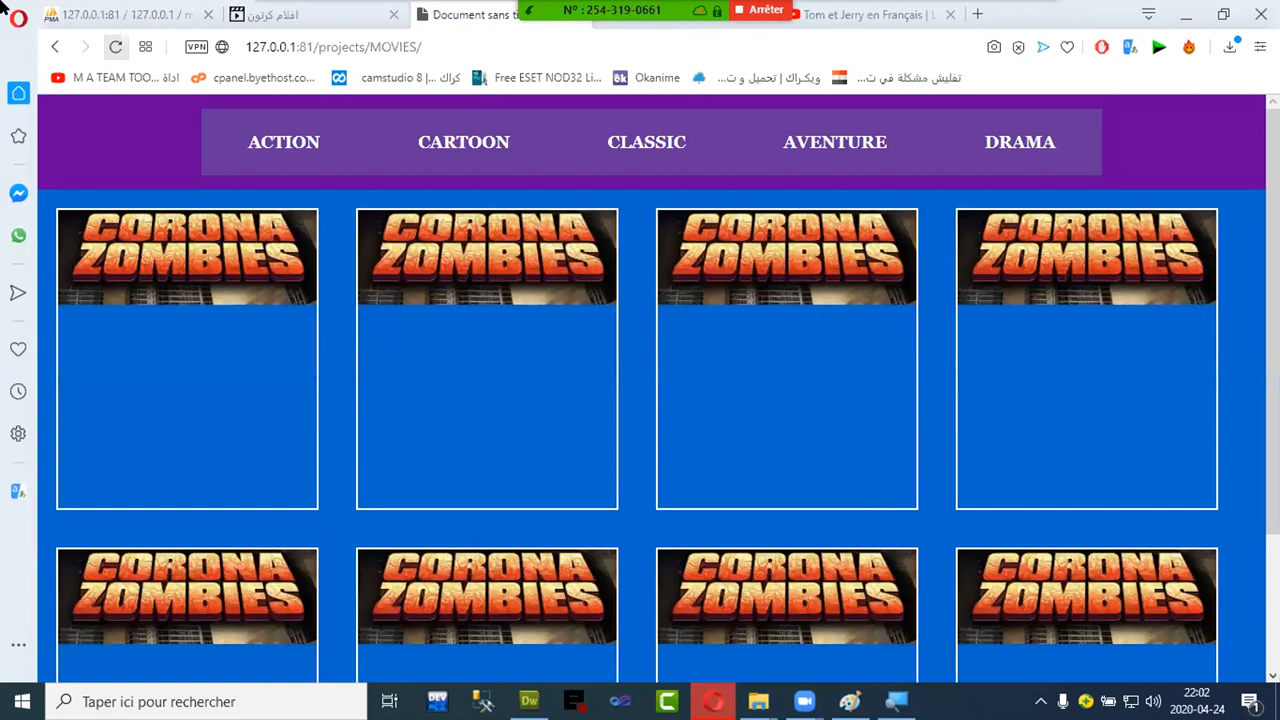 127.0.0.1:81 / 127.0.0.1 / m
افلام كرتون
Document sans ti
N° : 254-319-0661
Arrêter
Tom et Jerry en Français | L
VPN
127.0.0.1:81/projects/MOVIES/
M A TEAM TOO... اداة
cpanel.byethost.c...
camstudio 8 | كراك
Free ESET NOD32 Li...
Okanime
ويكـراك | تحميل و ت...
تفليش مشكلة في ت...
ACTION
CARTOON
CLASSIC
AVENTURE
DRAMA
CORONA
ZOMBIES
CORONA
ZOMBIES
CORONA
ZOMBIES
CORONA
ZOMBIES
CORONA
ZOMBIES
CORONA
ZOMBIES
CORONA
ZOMBIES
CORONA
ZOMBIES
Taper ici pour rechercher
DEV
Dw
22:02
2020-04-24